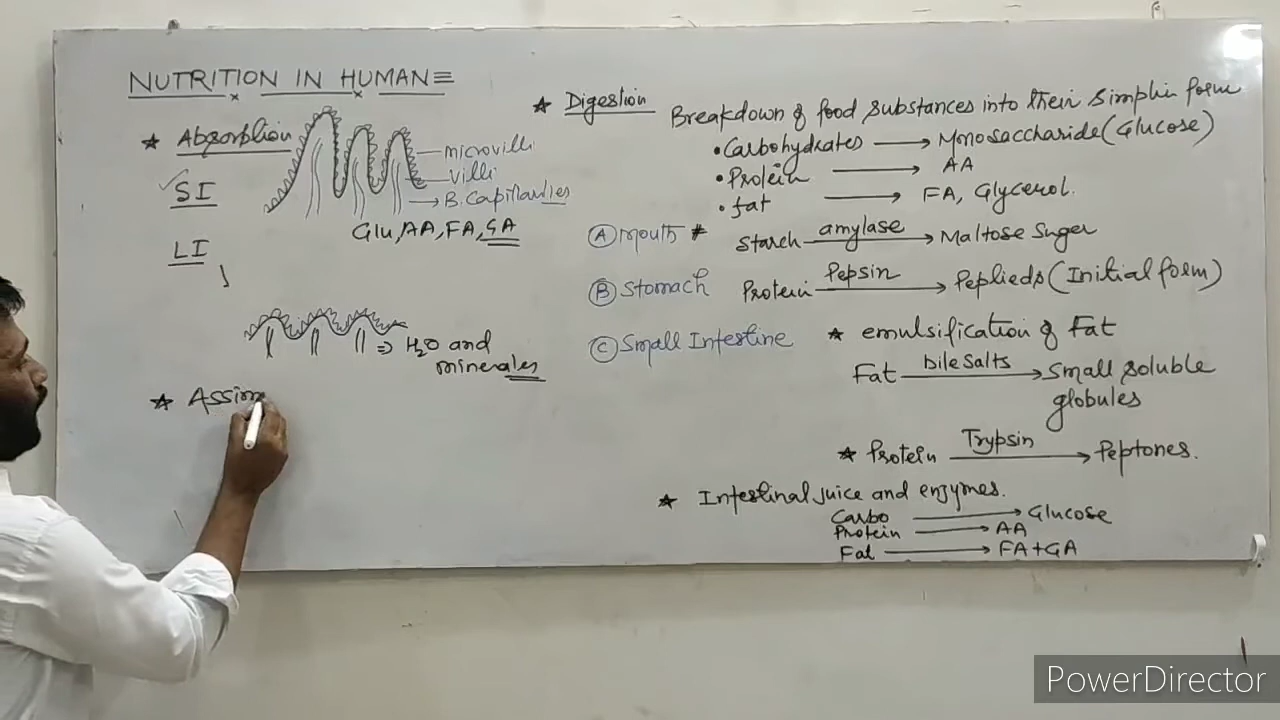 NUTRITION IN HUMAN
★ Absorption
microvilli
SI
villi
B. Capillaries
Glu, AA, FA, GA
LI
H2O and
minerales
★ Assim
★ Digestion
Breakdown of food substances into their Simplier form
• Carbohydrates → Monosaccharide (Glucose)
• Protein → AA
• fat → FA, Glycerol.
Ⓐ mouth * Starch amylase → Maltose Suger
Ⓑ Stomach Protein Pepsin → Peplieds (Initial form)
Ⓒ Small Intestine ★ emulsification of Fat
Fat bile salts → Small soluble
globules
★ Protein Trypsin → Peptones.
★ Intestinal juice and enzymes.
Carbo → Glucose
Protein → AA
Fat → FA+GA
PowerDirector